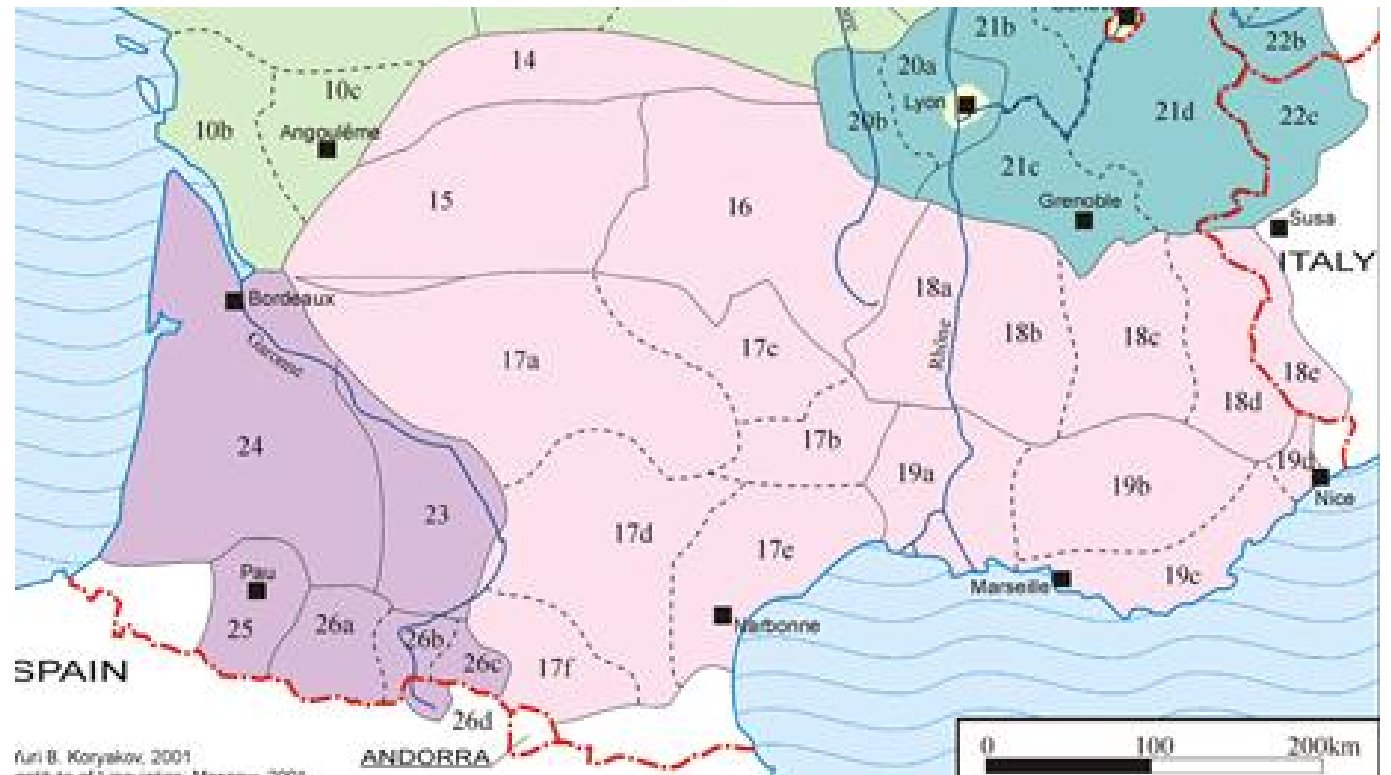 21b
22b
14
20a
10c
Lyon
21d
22c
10b
Angoulême
20b
21c
15
16
Grenoble
Susa
ITALY
18a
Bordeaux
Garonne
18b
18c
17c
Rhône
17a
18e
18d
24
17b
19a
19d
19b
Nice
23
17d
17e
Pau
19c
Marseille
25
26a
26b
Narbonne
SPAIN
26c
17f
26d
ANDORRA
Yuri B. Koryakov, 2001
0 100 200km